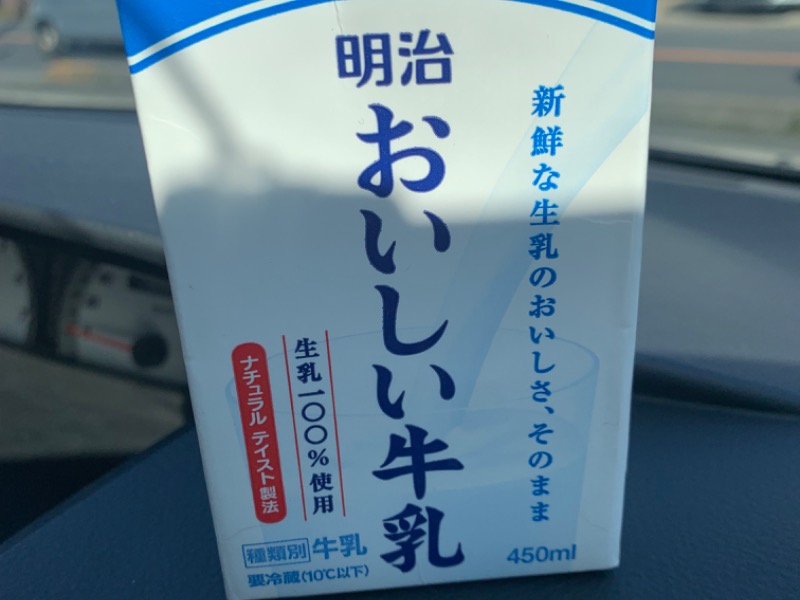 明治
おいしい牛乳
新鮮な生乳のおいしさ、そのまま
生乳一〇〇%使用
ナチュラル テイスト製法
種類別 牛乳
要冷蔵(10℃以下)
450ml